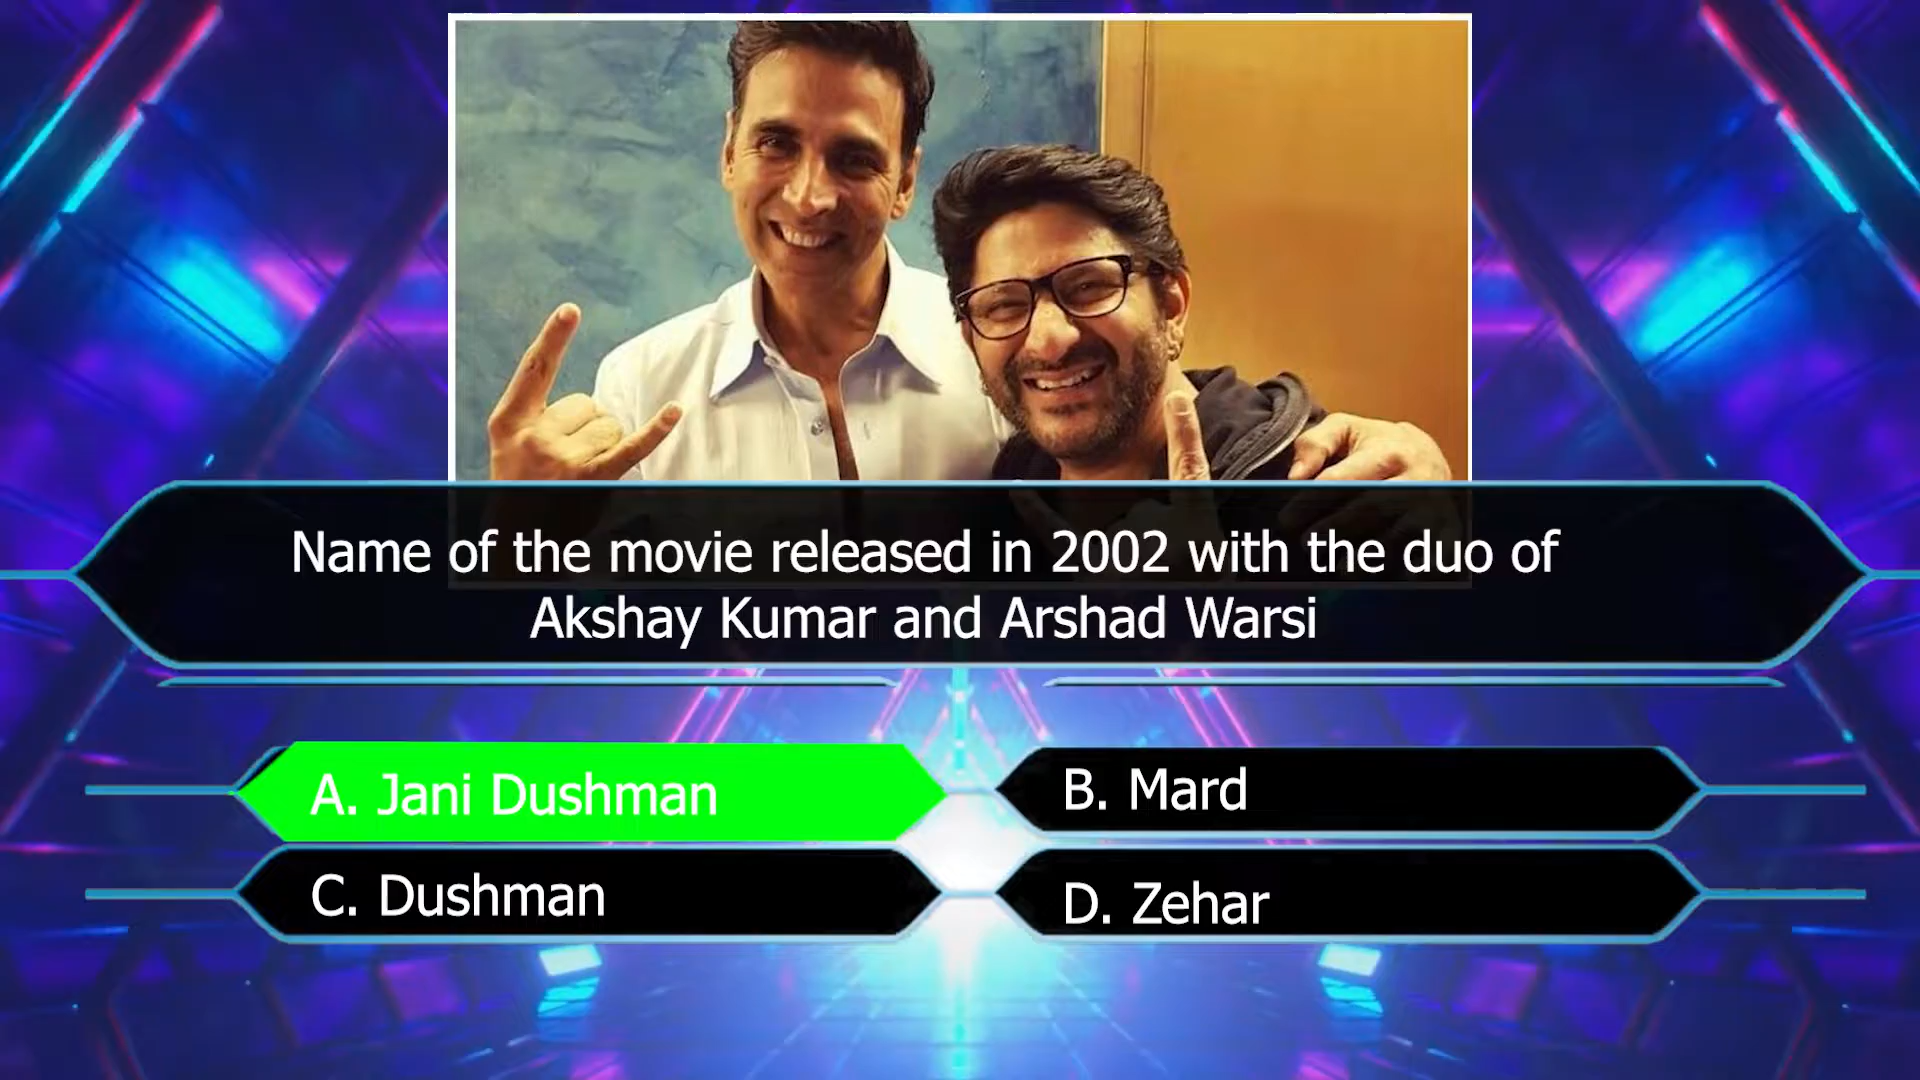 Name of the movie released in 2002 with the duo of
Akshay Kumar and Arshad Warsi
A. Jani Dushman
B. Mard
C. Dushman
D. Zehar